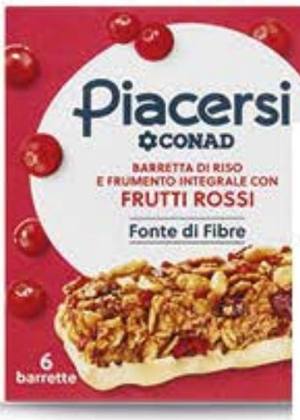 Piacersi
CONAD
BARRETTA DI RISO
E FRUMENTO INTEGRALE CON
FRUTTI ROSSI
Fonte di Fibre
6
barrette